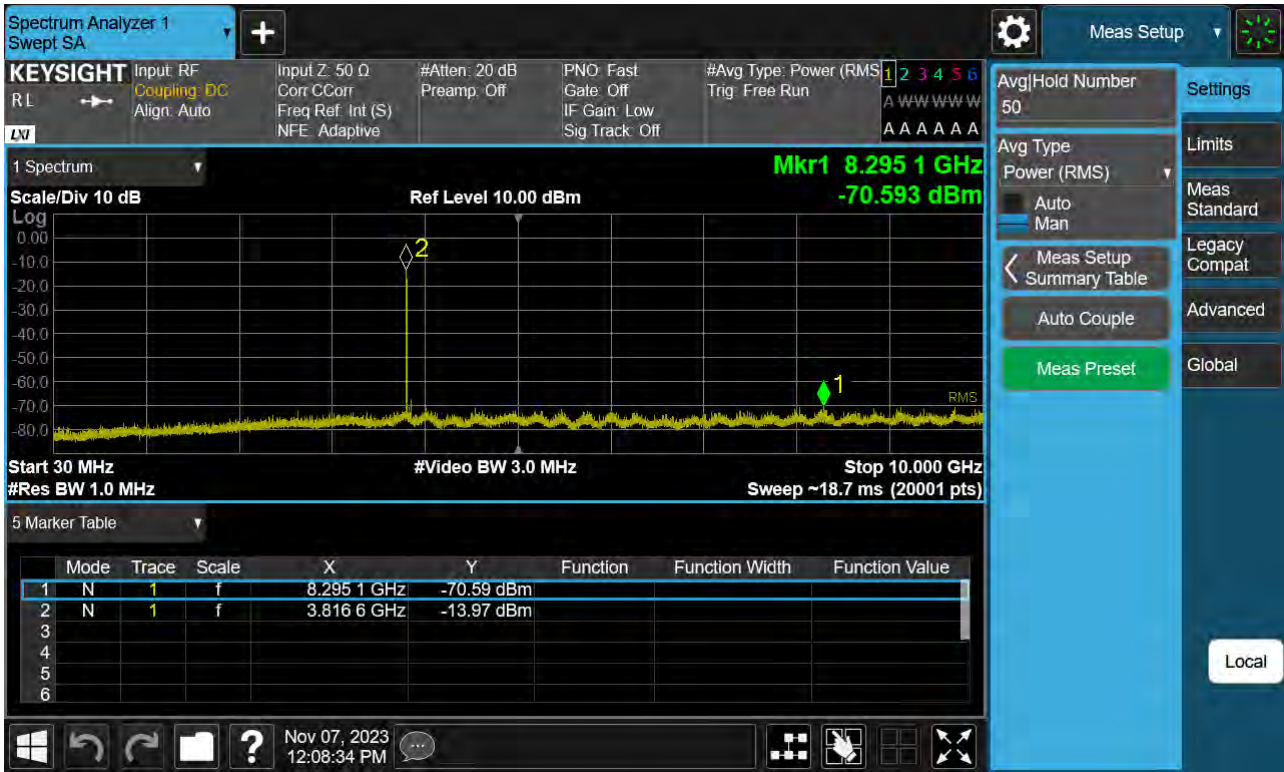 Spectrum Analyzer 1
Swept SA
Meas Setup
KEYSIGHT
RL
LXI
Input: RF
Coupling: DC
Align: Auto
Input Z: 50 Ω
Corr CCorr
Freq Ref: Int (S)
NFE: Adaptive
#Atten: 20 dB
Preamp: Off
PNO: Fast
Gate: Off
IF Gain: Low
Sig Track: Off
#Avg Type: Power (RMS
Trig: Free Run
1 2 3 4 5 6
A W W W W W
A A A A A A
1 Spectrum
Scale/Div 10 dB
Ref Level 10.00 dBm
Mkr1 8.295 1 GHz
-70.593 dBm
Log
0.00
-10.0
-20.0
-30.0
-40.0
-50.0
-60.0
-70.0
-80.0
2
1
RMS
Start 30 MHz
#Video BW 3.0 MHz
Stop 10.000 GHz
#Res BW 1.0 MHz
Sweep ~18.7 ms (20001 pts)
5 Marker Table
Mode Trace Scale X Y Function Function Width Function Value
1 N 1 f 8.295 1 GHz -70.59 dBm
2 N 1 f 3.816 6 GHz -13.97 dBm
3
4
5
6
Avg|Hold Number
50
Avg Type
Power (RMS)
Auto
Man
Meas Setup
Summary Table
Auto Couple
Meas Preset
Settings
Limits
Meas
Standard
Legacy
Compat
Advanced
Global
Local
?
Nov 07, 2023
12:08:34 PM